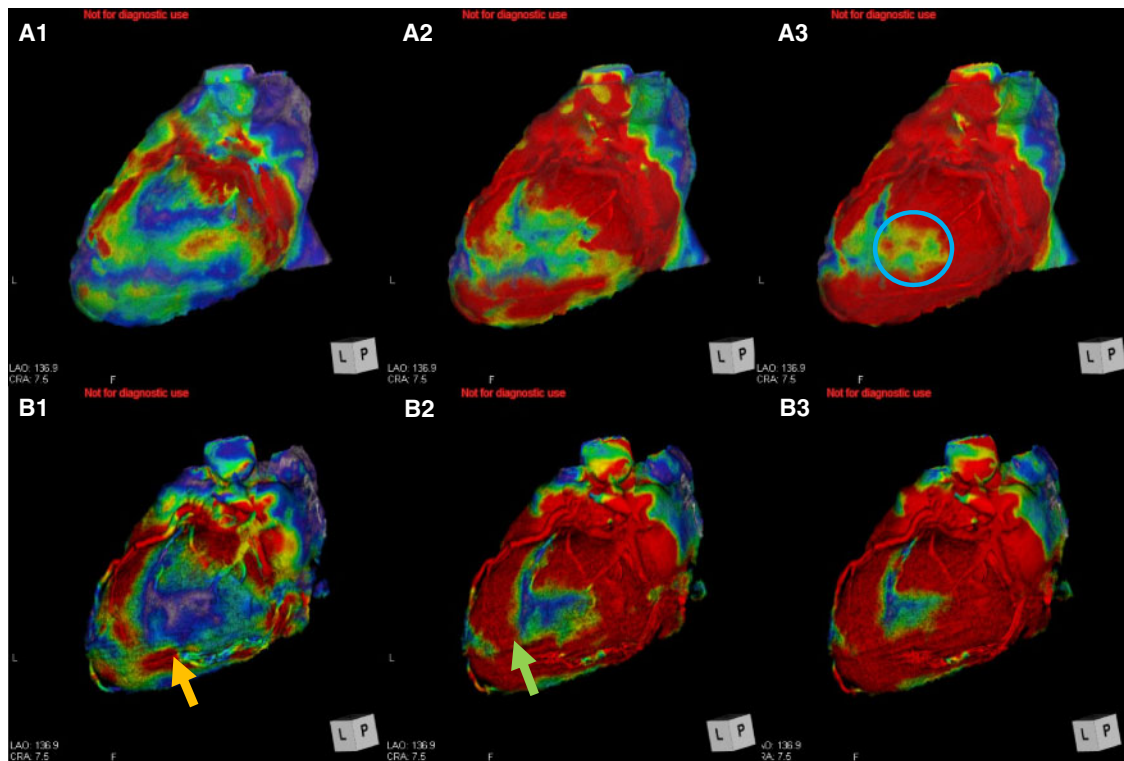 Not for diagnostic use
Not for diagnostic use
Not for diagnostic use
A1
A2
A3
L
L
L
LAO: 136.9
CRA: 7.5
F
L P
LAO: 136.9
CRA: 7.5
F
L P
LAO: 136.9
CRA: 7.5
F
L P
Not for diagnostic use
Not for diagnostic use
Not for diagnostic use
B1
B2
B3
L
L
L
LAO: 136.9
CRA: 7.5
F
L P
LAO: 136.9
CRA: 7.5
F
L P
AO: 136.9
RA: 7.5
F
L P